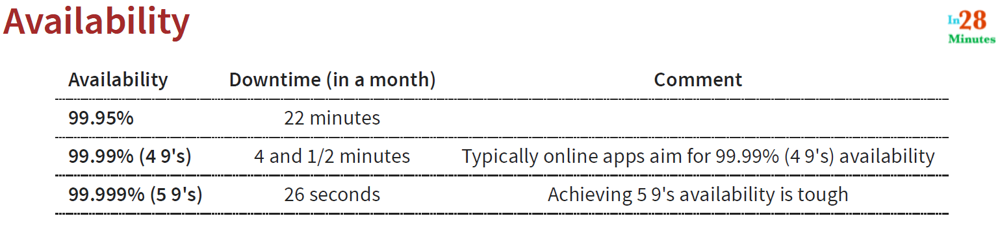 Availability
In28
Minutes
Availability Downtime (in a month) Comment
99.95% 22 minutes
99.99% (4 9's) 4 and 1/2 minutes Typically online apps aim for 99.99% (4 9's) availability
99.999% (5 9's) 26 seconds Achieving 5 9's availability is tough